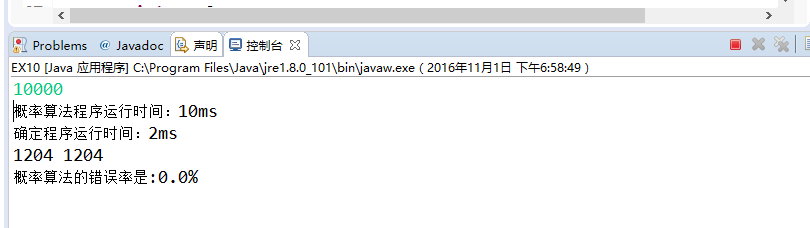 Problems @ Javadoc 声明 控制台
EX10 [Java 应用程序] C:\Program Files\Java\jre1.8.0_101\bin\javaw.exe ( 2016年11月1日 下午6:58:49 )
10000
概率算法程序运行时间：10ms
确定程序运行时间：2ms
1204 1204
概率算法的错误率是:0.0%